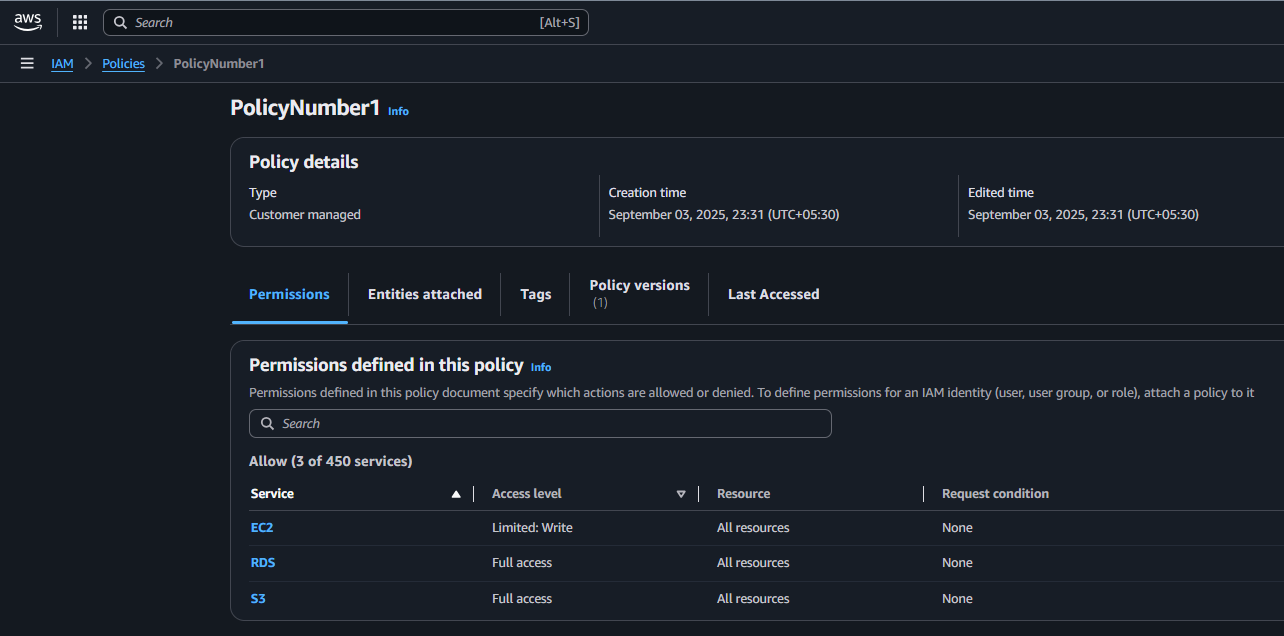 aws Search [Alt+S]
IAM > Policies > PolicyNumber1
PolicyNumber1 Info
Policy details
Type Creation time Edited time
Customer managed September 03, 2025, 23:31 (UTC+05:30) September 03, 2025, 23:31 (UTC+05:30)
Permissions Entities attached Tags Policy versions (1) Last Accessed
Permissions defined in this policy Info
Permissions defined in this policy document specify which actions are allowed or denied. To define permissions for an IAM identity (user, user group, or role), attach a policy to it
Search
Allow (3 of 450 services)
Service Access level Resource Request condition
EC2 Limited: Write All resources None
RDS Full access All resources None
S3 Full access All resources None